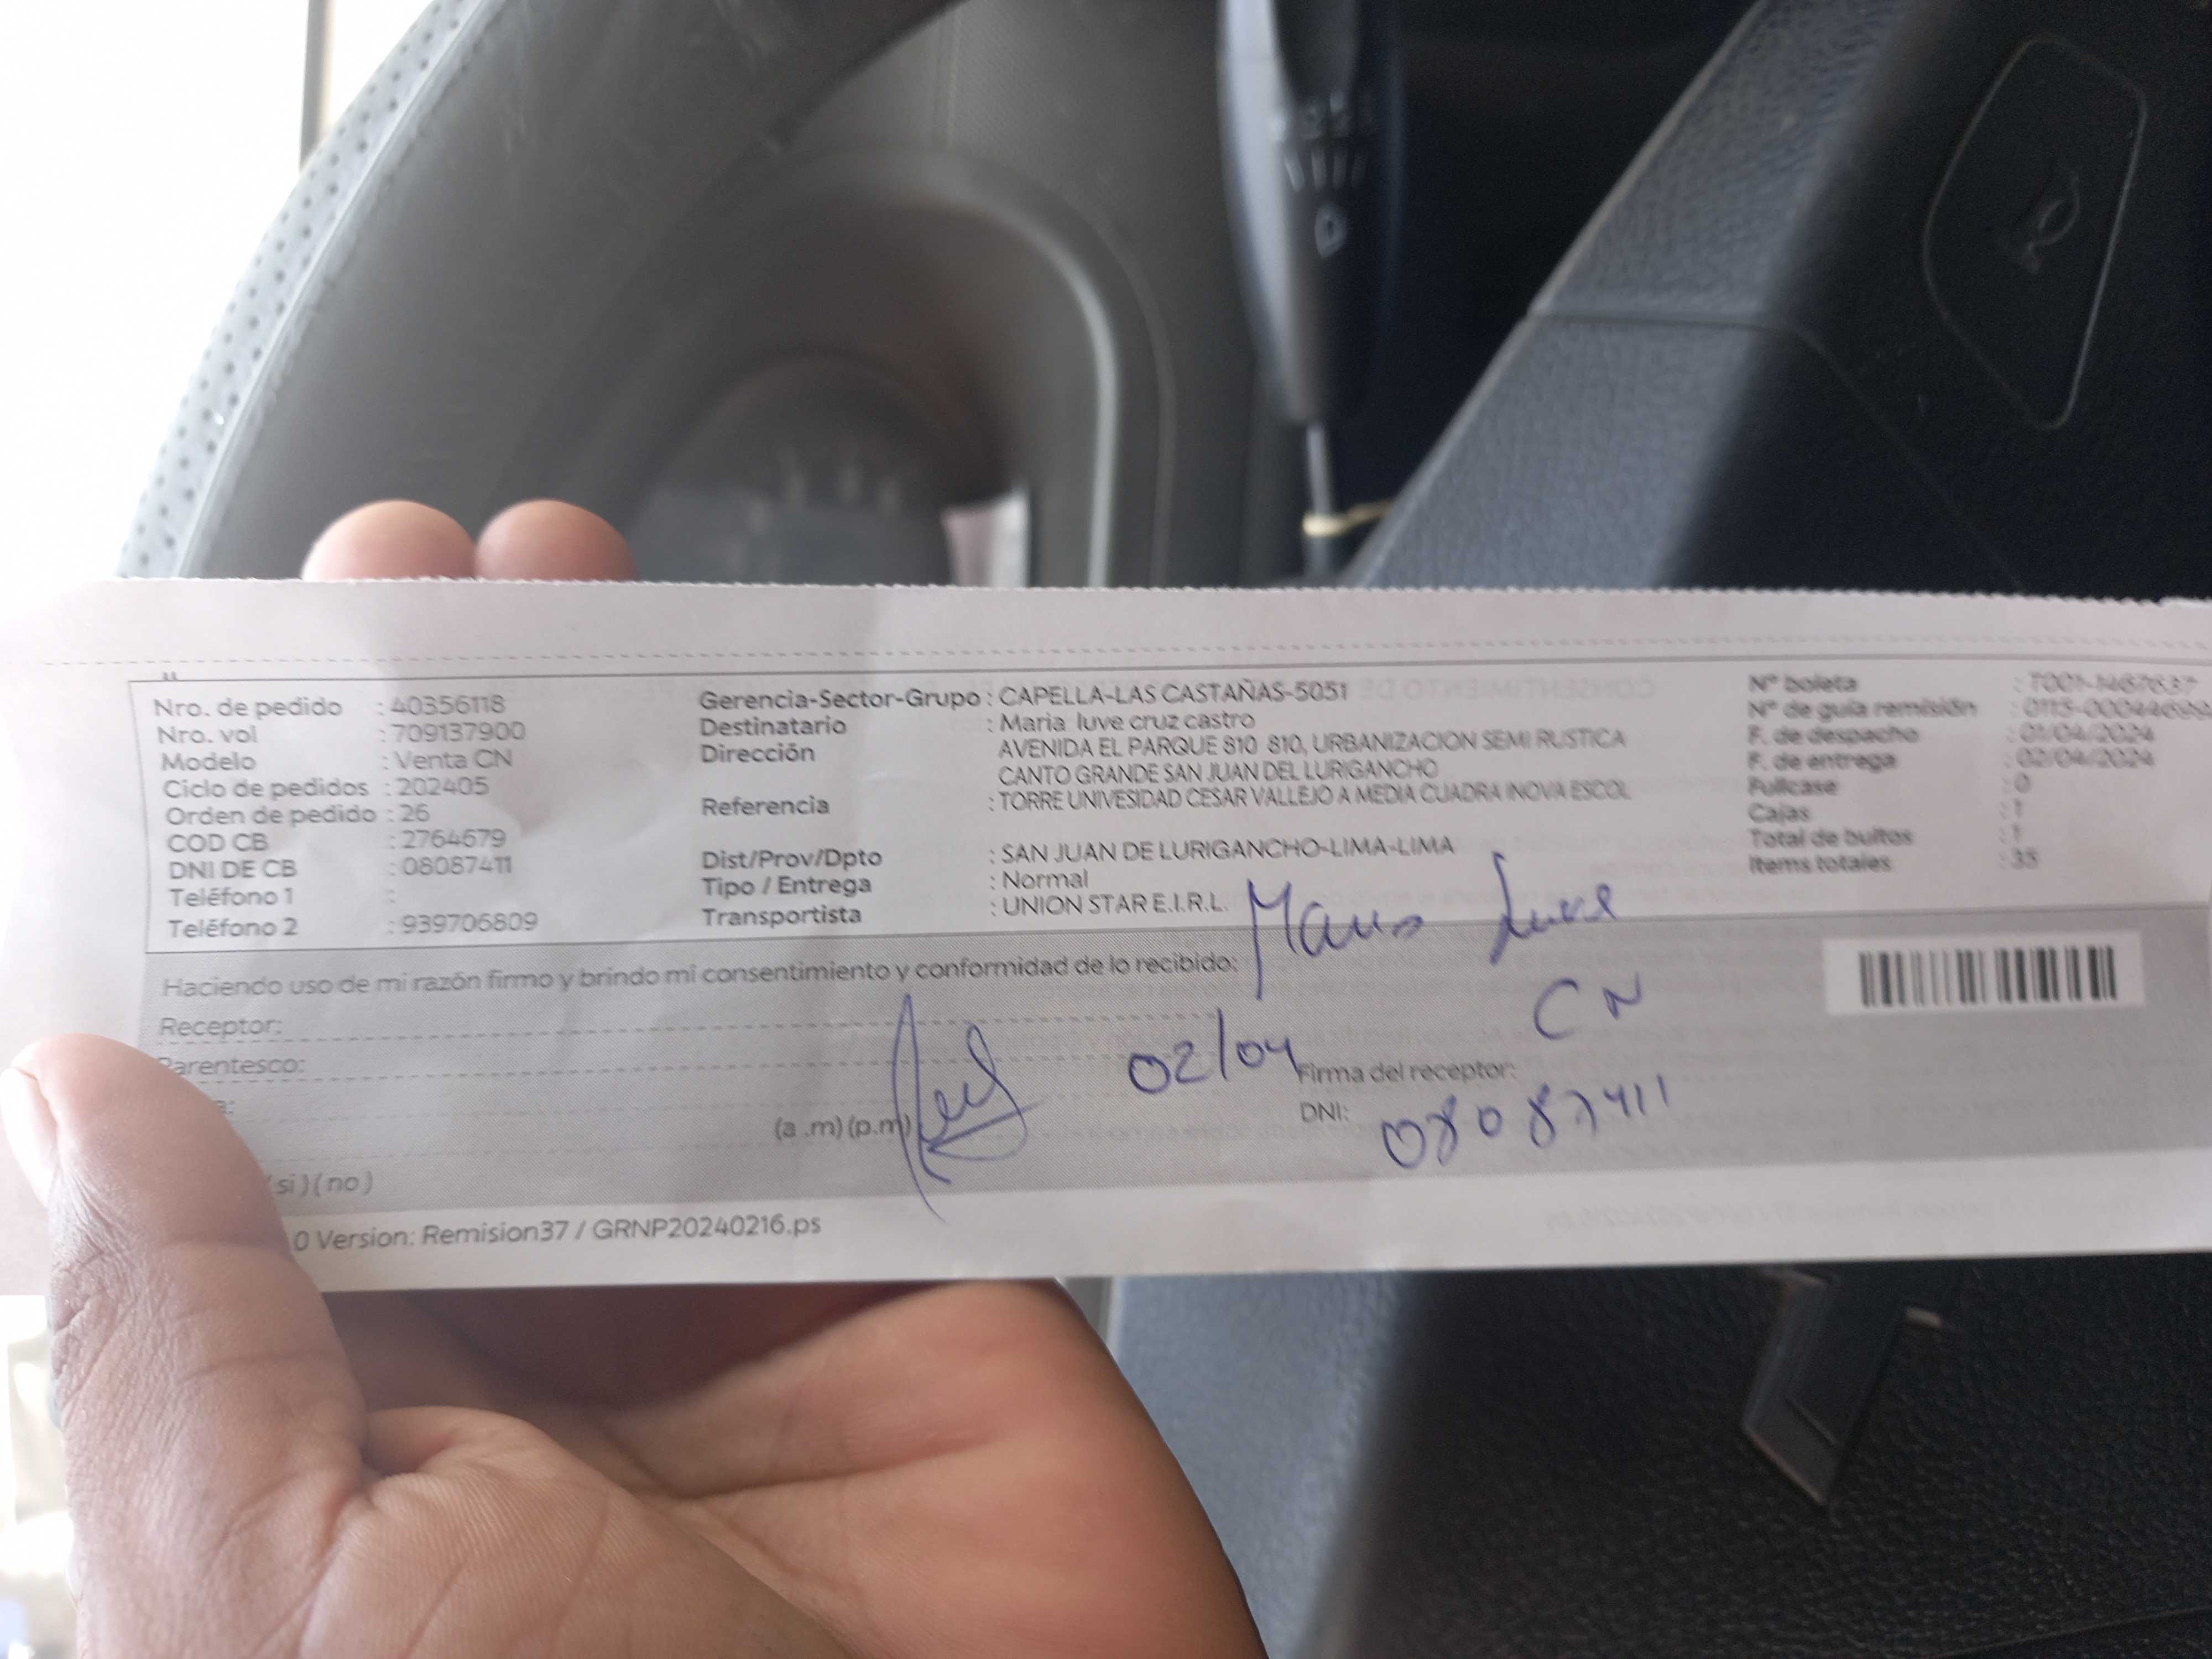 Nro. de pedido : 40356118
Nro. vol : 709137900
Modelo : Venta CN
Ciclo de pedidos : 202405
Orden de pedido : 26
COD CB : 2764679
DNI DE CB : 08087411
Teléfono 1 :
Teléfono 2 : 939706809
Gerencia-Sector-Grupo : CAPELLA-LAS CASTAÑAS-5051
Destinatario : Maria luve cruz castro
Dirección AVENIDA EL PARQUE 810 810, URBANIZACION SEMI RUSTICA
CANTO GRANDE SAN JUAN DEL LURIGANCHO
Referencia : TORRE UNIVESIDAD CESAR VALLEJO A MEDIA CUADRA INOVA ESCOL
Dist/Prov/Dpto : SAN JUAN DE LURIGANCHO-LIMA-LIMA
Tipo / Entrega : Normal
Transportista : UNION STAR E.I.R.L.
Nº boleta : T001-1467637
Nº de guía remisión
F. de despacho : 01/04/2024
F. de entrega : 02/04/2024
Fullcase : 0
Cajas : 1
Total de bultos : 1
Items totales : 35
Haciendo uso de mi razón firmo y brindo mi consentimiento y conformidad de lo recibido:
Luve
CN
Receptor:
Parentesco:
02/04
Firma del receptor:
(a .m) (p.m)
DNI: 08087411
(si) (no)
0 Version: Remision37 / GRNP20240216.ps